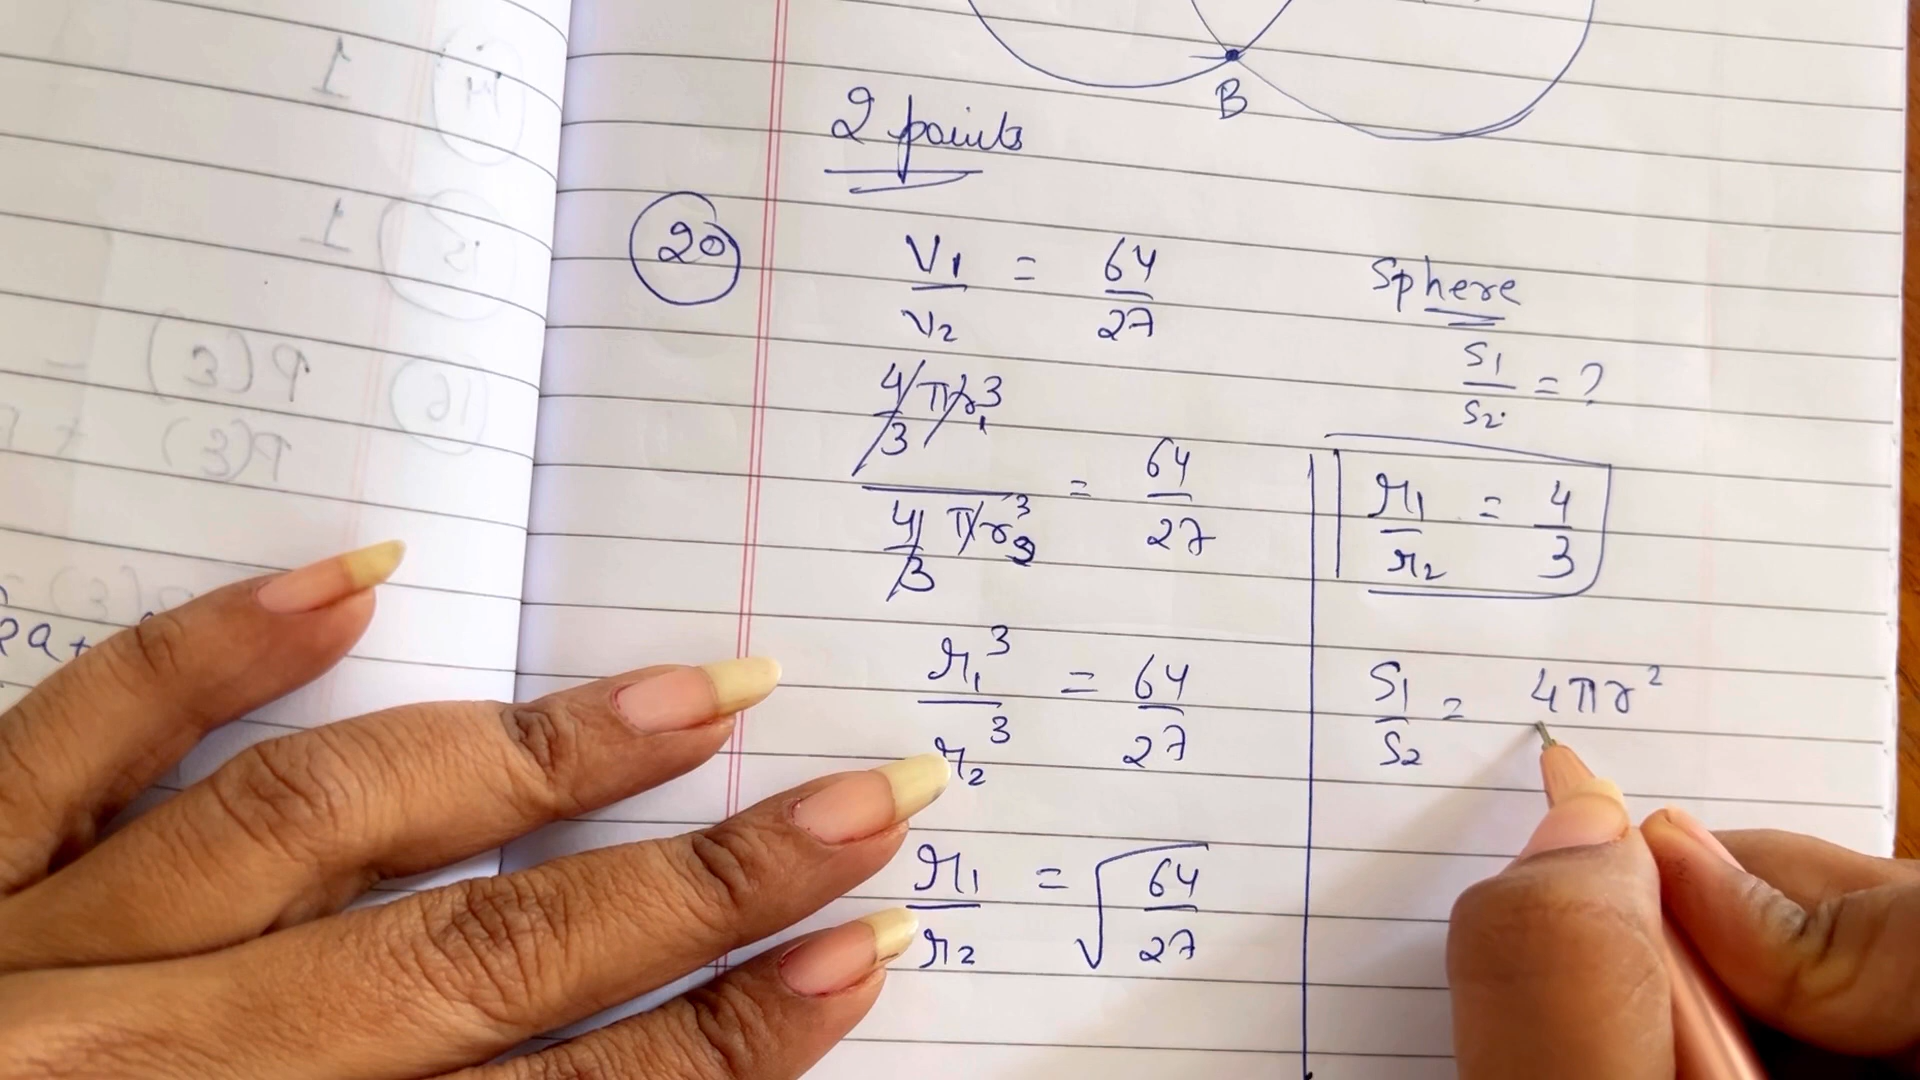 B
2 points
20
V1/V2 = 64/27
Sphere
S1/S2 = ?
4/3 πr1³ / 4/3 πr2³ = 64/27
r1/r2 = 4/3
r1³/r2³ = 64/27
S1/S2 = 4πr²
r1/r2 = √64/27
2a+